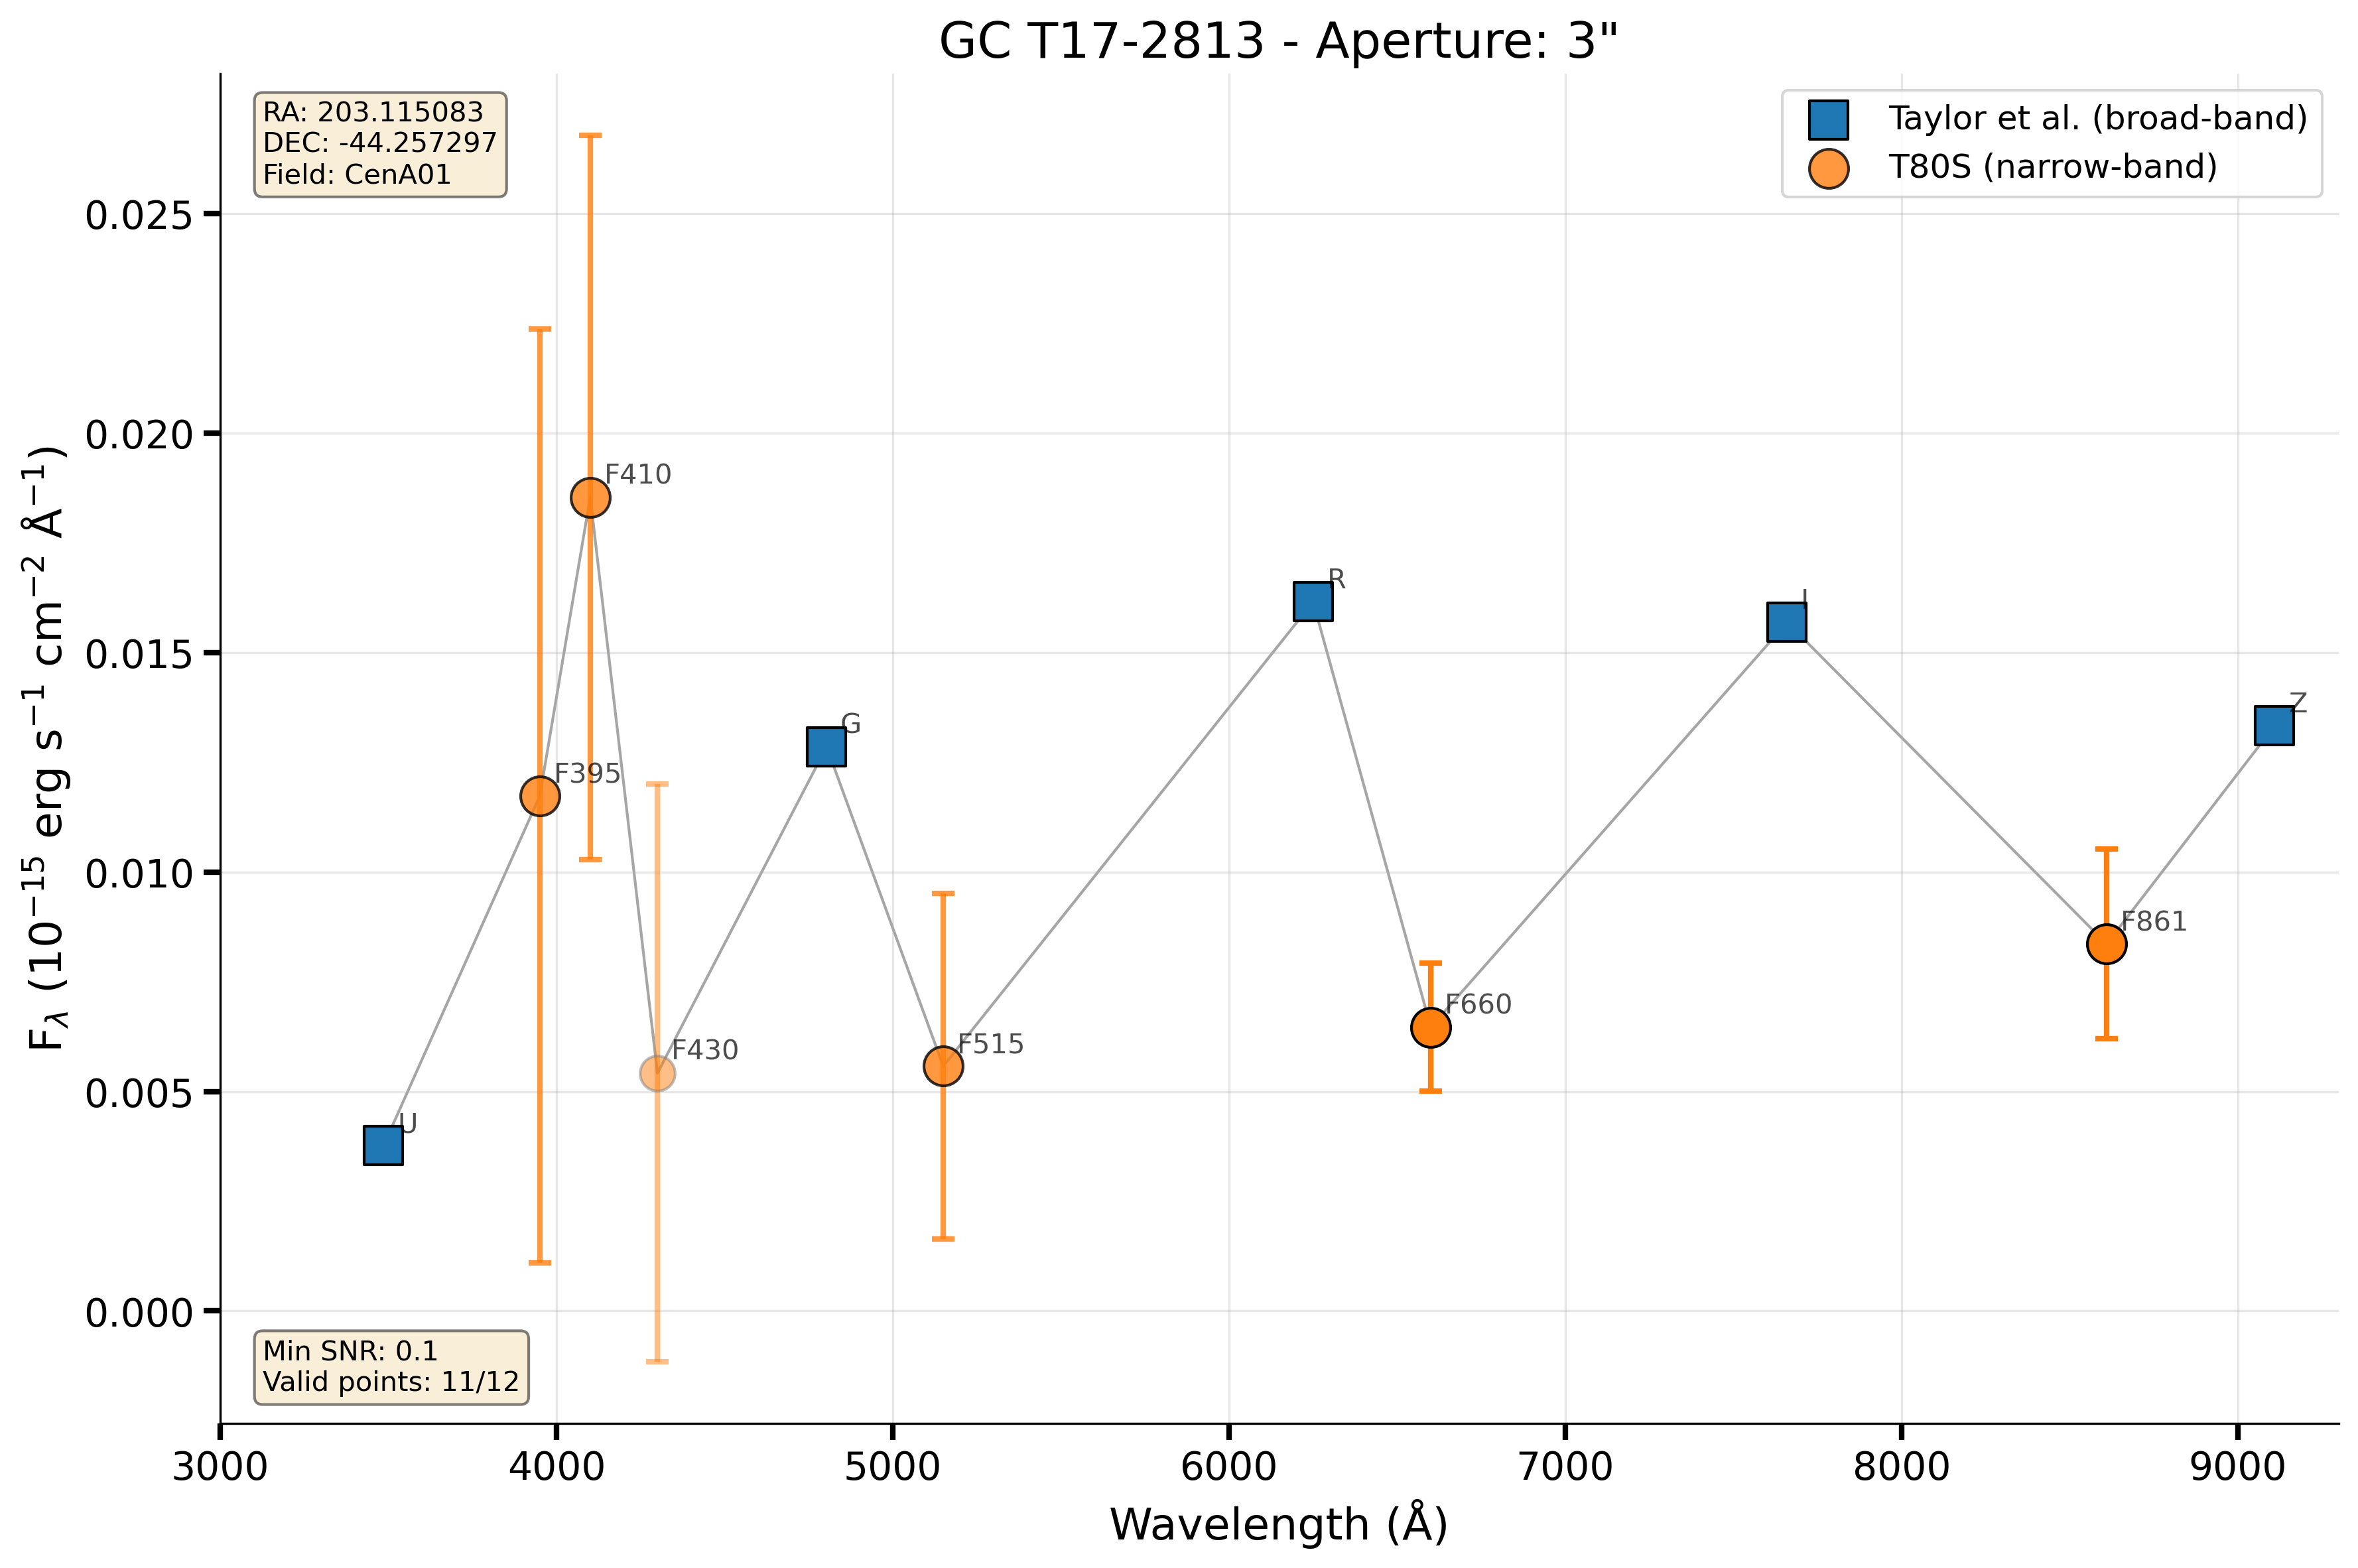 GC T17-2813 - Aperture: 3"
RA: 203.115083
DEC: -44.257297
Field: CenA01
Taylor et al. (broad-band)
T80S (narrow-band)
0.025
0.020
0.015
0.010
0.005
0.000
F_λ (10⁻¹⁵ erg s⁻¹ cm⁻² Å⁻¹)
F410
F395
F430
U
G
F515
R
F660
I
F861
Z
Min SNR: 0.1
Valid points: 11/12
3000 4000 5000 6000 7000 8000 9000
Wavelength (Å)